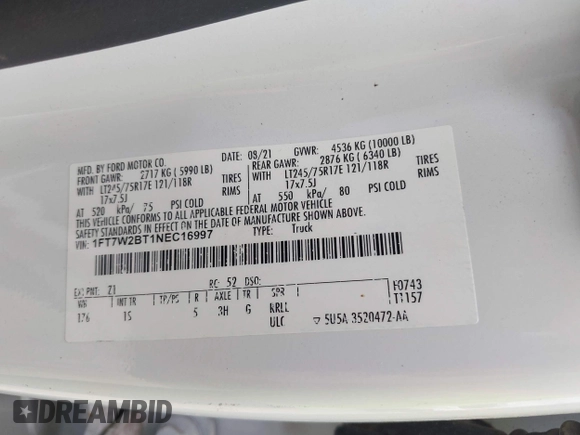 MFD. BY FORD MOTOR CO.
DATE: 08/21 GVWR: 4536 KG (10000 LB)
FRONT GAWR: 2717 KG (5990 LB) REAR GAWR: 2876 KG (6340 LB)
WITH LT245/75R17E 121/118R TIRES WITH LT245/75R17E 121/118R TIRES
17x7.5J RIMS 17x7.5J RIMS
AT 520 kPa/ 75 PSI COLD AT 550 kPa/ 80 PSI COLD
THIS VEHICLE CONFORMS TO ALL APPLICABLE FEDERAL MOTOR VEHICLE
SAFETY STANDARDS IN EFFECT ON THE DATE OF MANUFACTURE SHOWN ABOVE.
VIN: 1FT7W2BT1NEC16997 TYPE: Truck
EXT PNT: Z1 RC: 52 DSO: F0743
WB INT TR TP/PS R AXLE TR SPR T1157
176 1S 5 3H G
ULC 5U5A 3520472-AA
DREAMBID